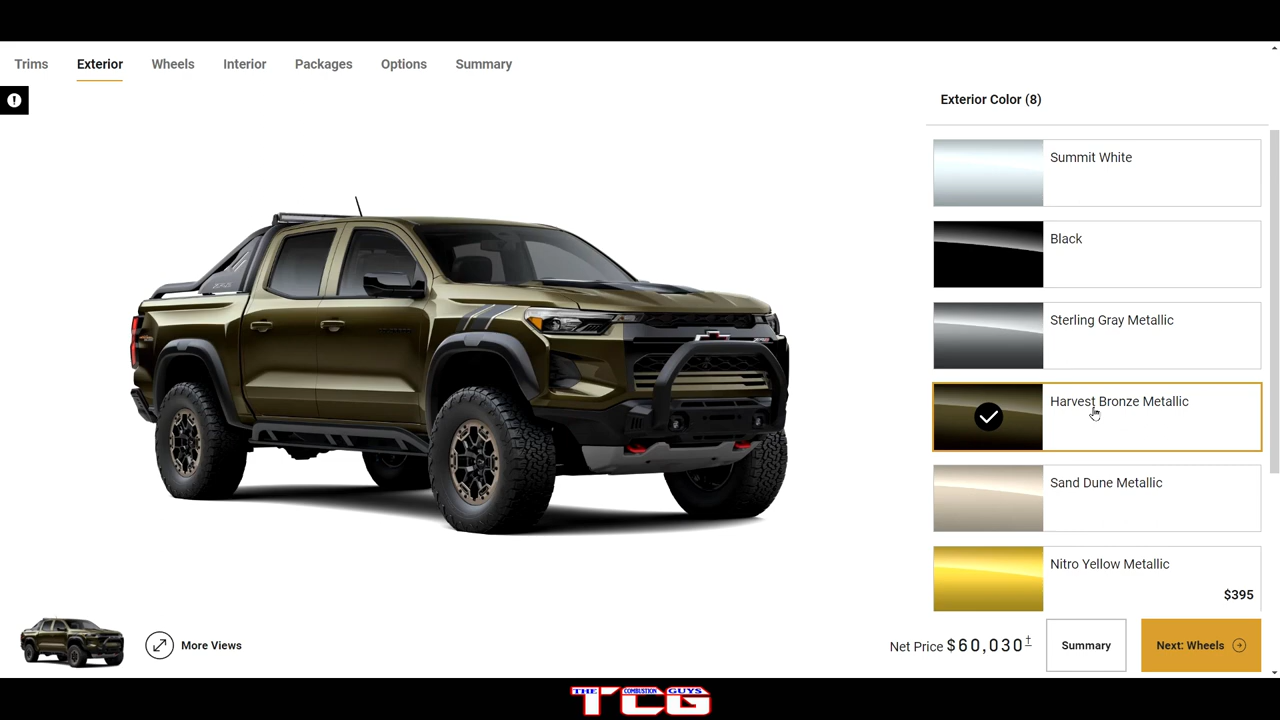 Trims Exterior Wheels Interior Packages Options Summary
Exterior Color (8)
Summit White
Black
Sterling Gray Metallic
Harvest Bronze Metallic
Sand Dune Metallic
Nitro Yellow Metallic
$395
More Views
Net Price $60,030†
Summary
Next: Wheels
THE COMBUSTION GUYS
TCG